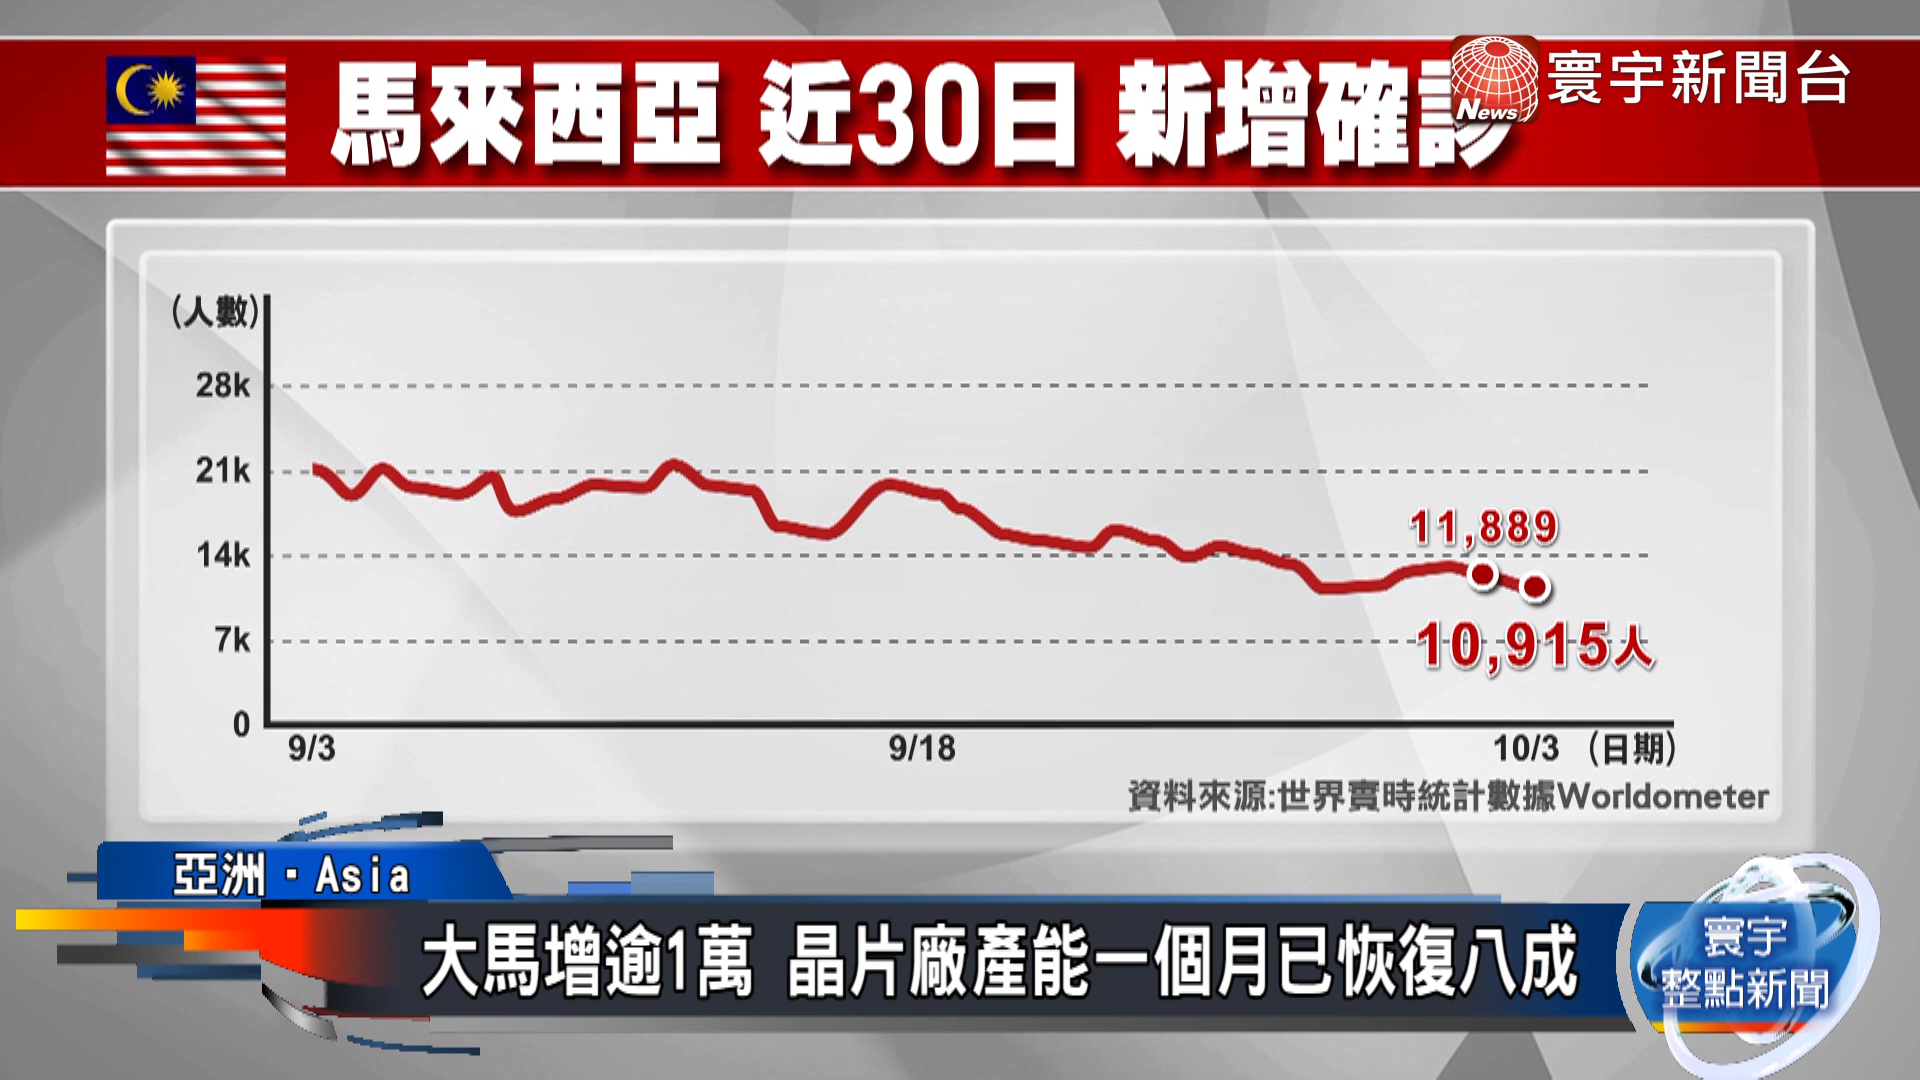 馬來西亞 近30日 新增確診
News
寰宇新聞台
(人數)
28k
21k
14k
7k
0
11,889
10,915人
9/3
9/18
10/3
(日期)
資料來源:世界實時統計數據Worldometer
亞洲·Asia
大馬增逾1萬 晶片廠產能一個月已恢復八成
寰宇
整點新聞